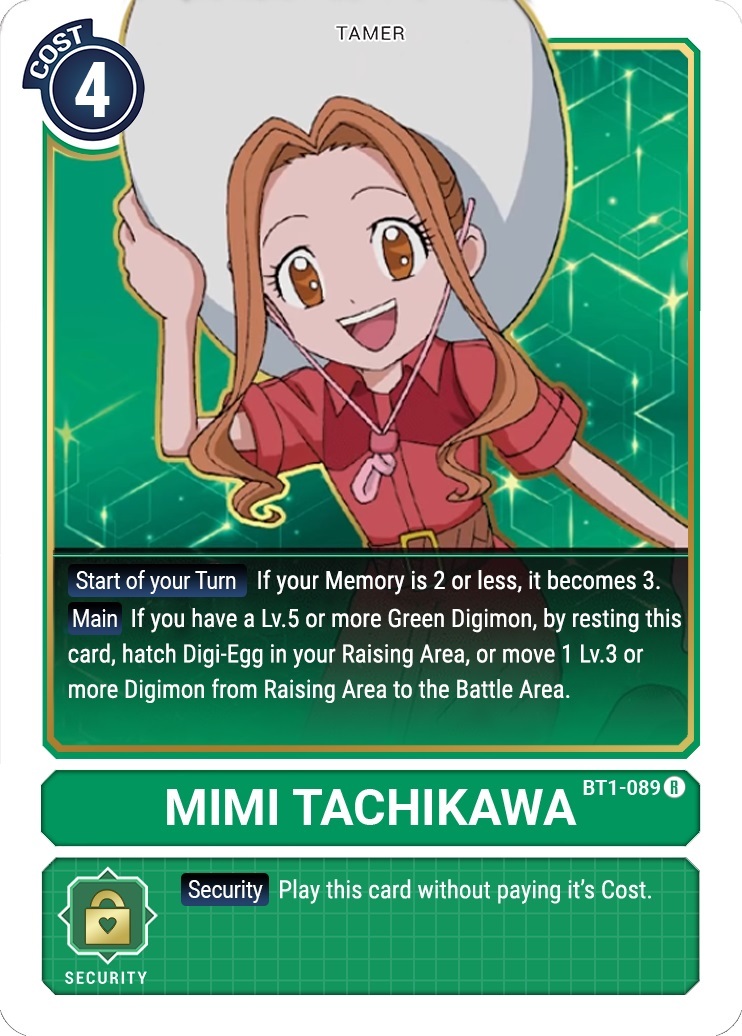 TAMER
COST
4
Start of your Turn If your Memory is 2 or less, it becomes 3.
Main If you have a Lv.5 or more Green Digimon, by resting this
card, hatch Digi-Egg in your Raising Area, or move 1 Lv.3 or
more Digimon from Raising Area to the Battle Area.
BT1-089 R
MIMI TACHIKAWA
Security Play this card without paying it’s Cost.
SECURITY